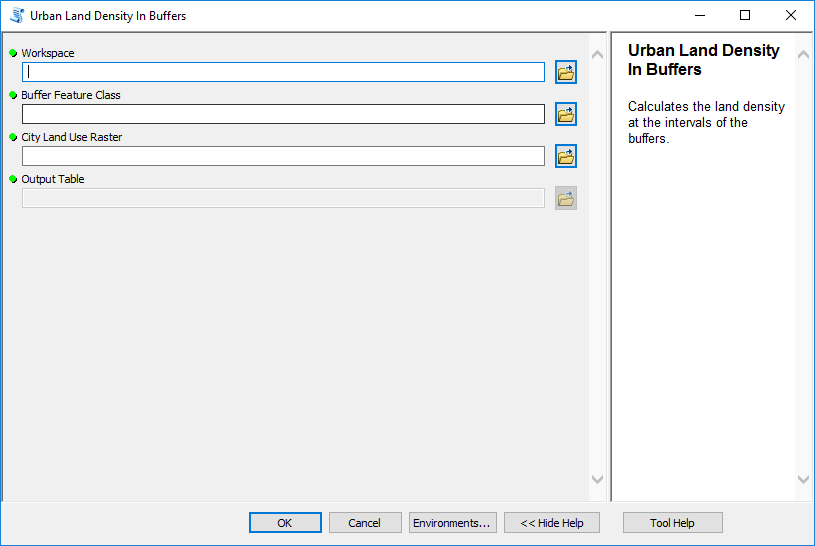 Urban Land Density In Buffers
Workspace
Buffer Feature Class
City Land Use Raster
Output Table
Urban Land Density
In Buffers
Calculates the land density
at the intervals of the
buffers.
OK
Cancel
Environments...
<< Hide Help
Tool Help